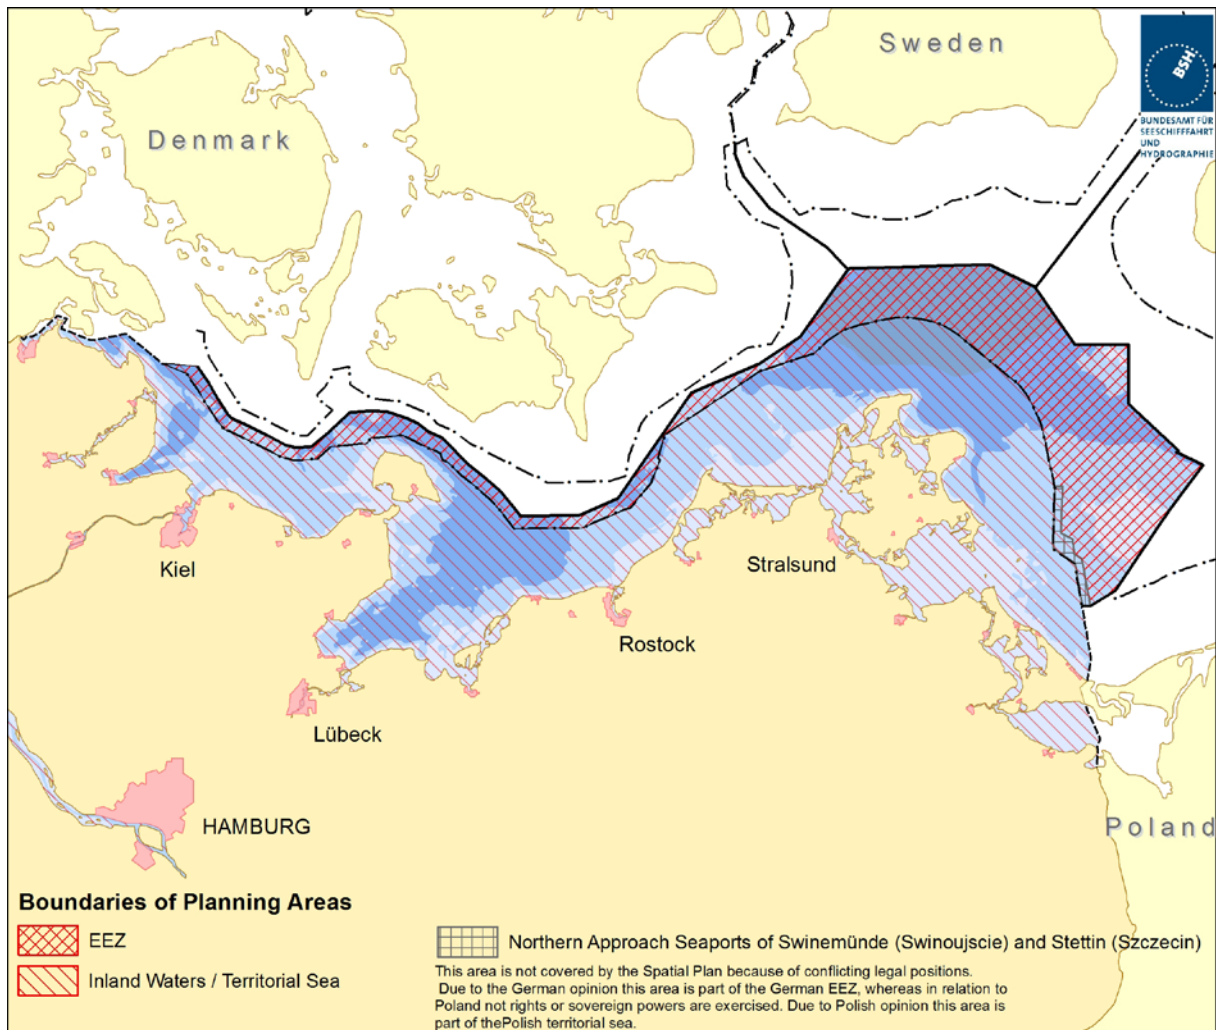 Sweden
BSH
BUNDESAMT FÜR
SEESCHIFFFAHRT
UND
HYDROGRAPHIE
Denmark
Kiel
Stralsund
Rostock
Lübeck
HAMBURG
Poland
Boundaries of Planning Areas
EEZ
Inland Waters / Territorial Sea
Northern Approach Seaports of Swinemünde (Swinoujscie) and Stettin (Szczecin)
This area is not covered by the Spatial Plan because of conflicting legal positions.
Due to the German opinion this area is part of the German EEZ, whereas in relation to
Poland not rights or sovereign powers are exercised. Due to Polish opinion this area is
part of thePolish territorial sea.